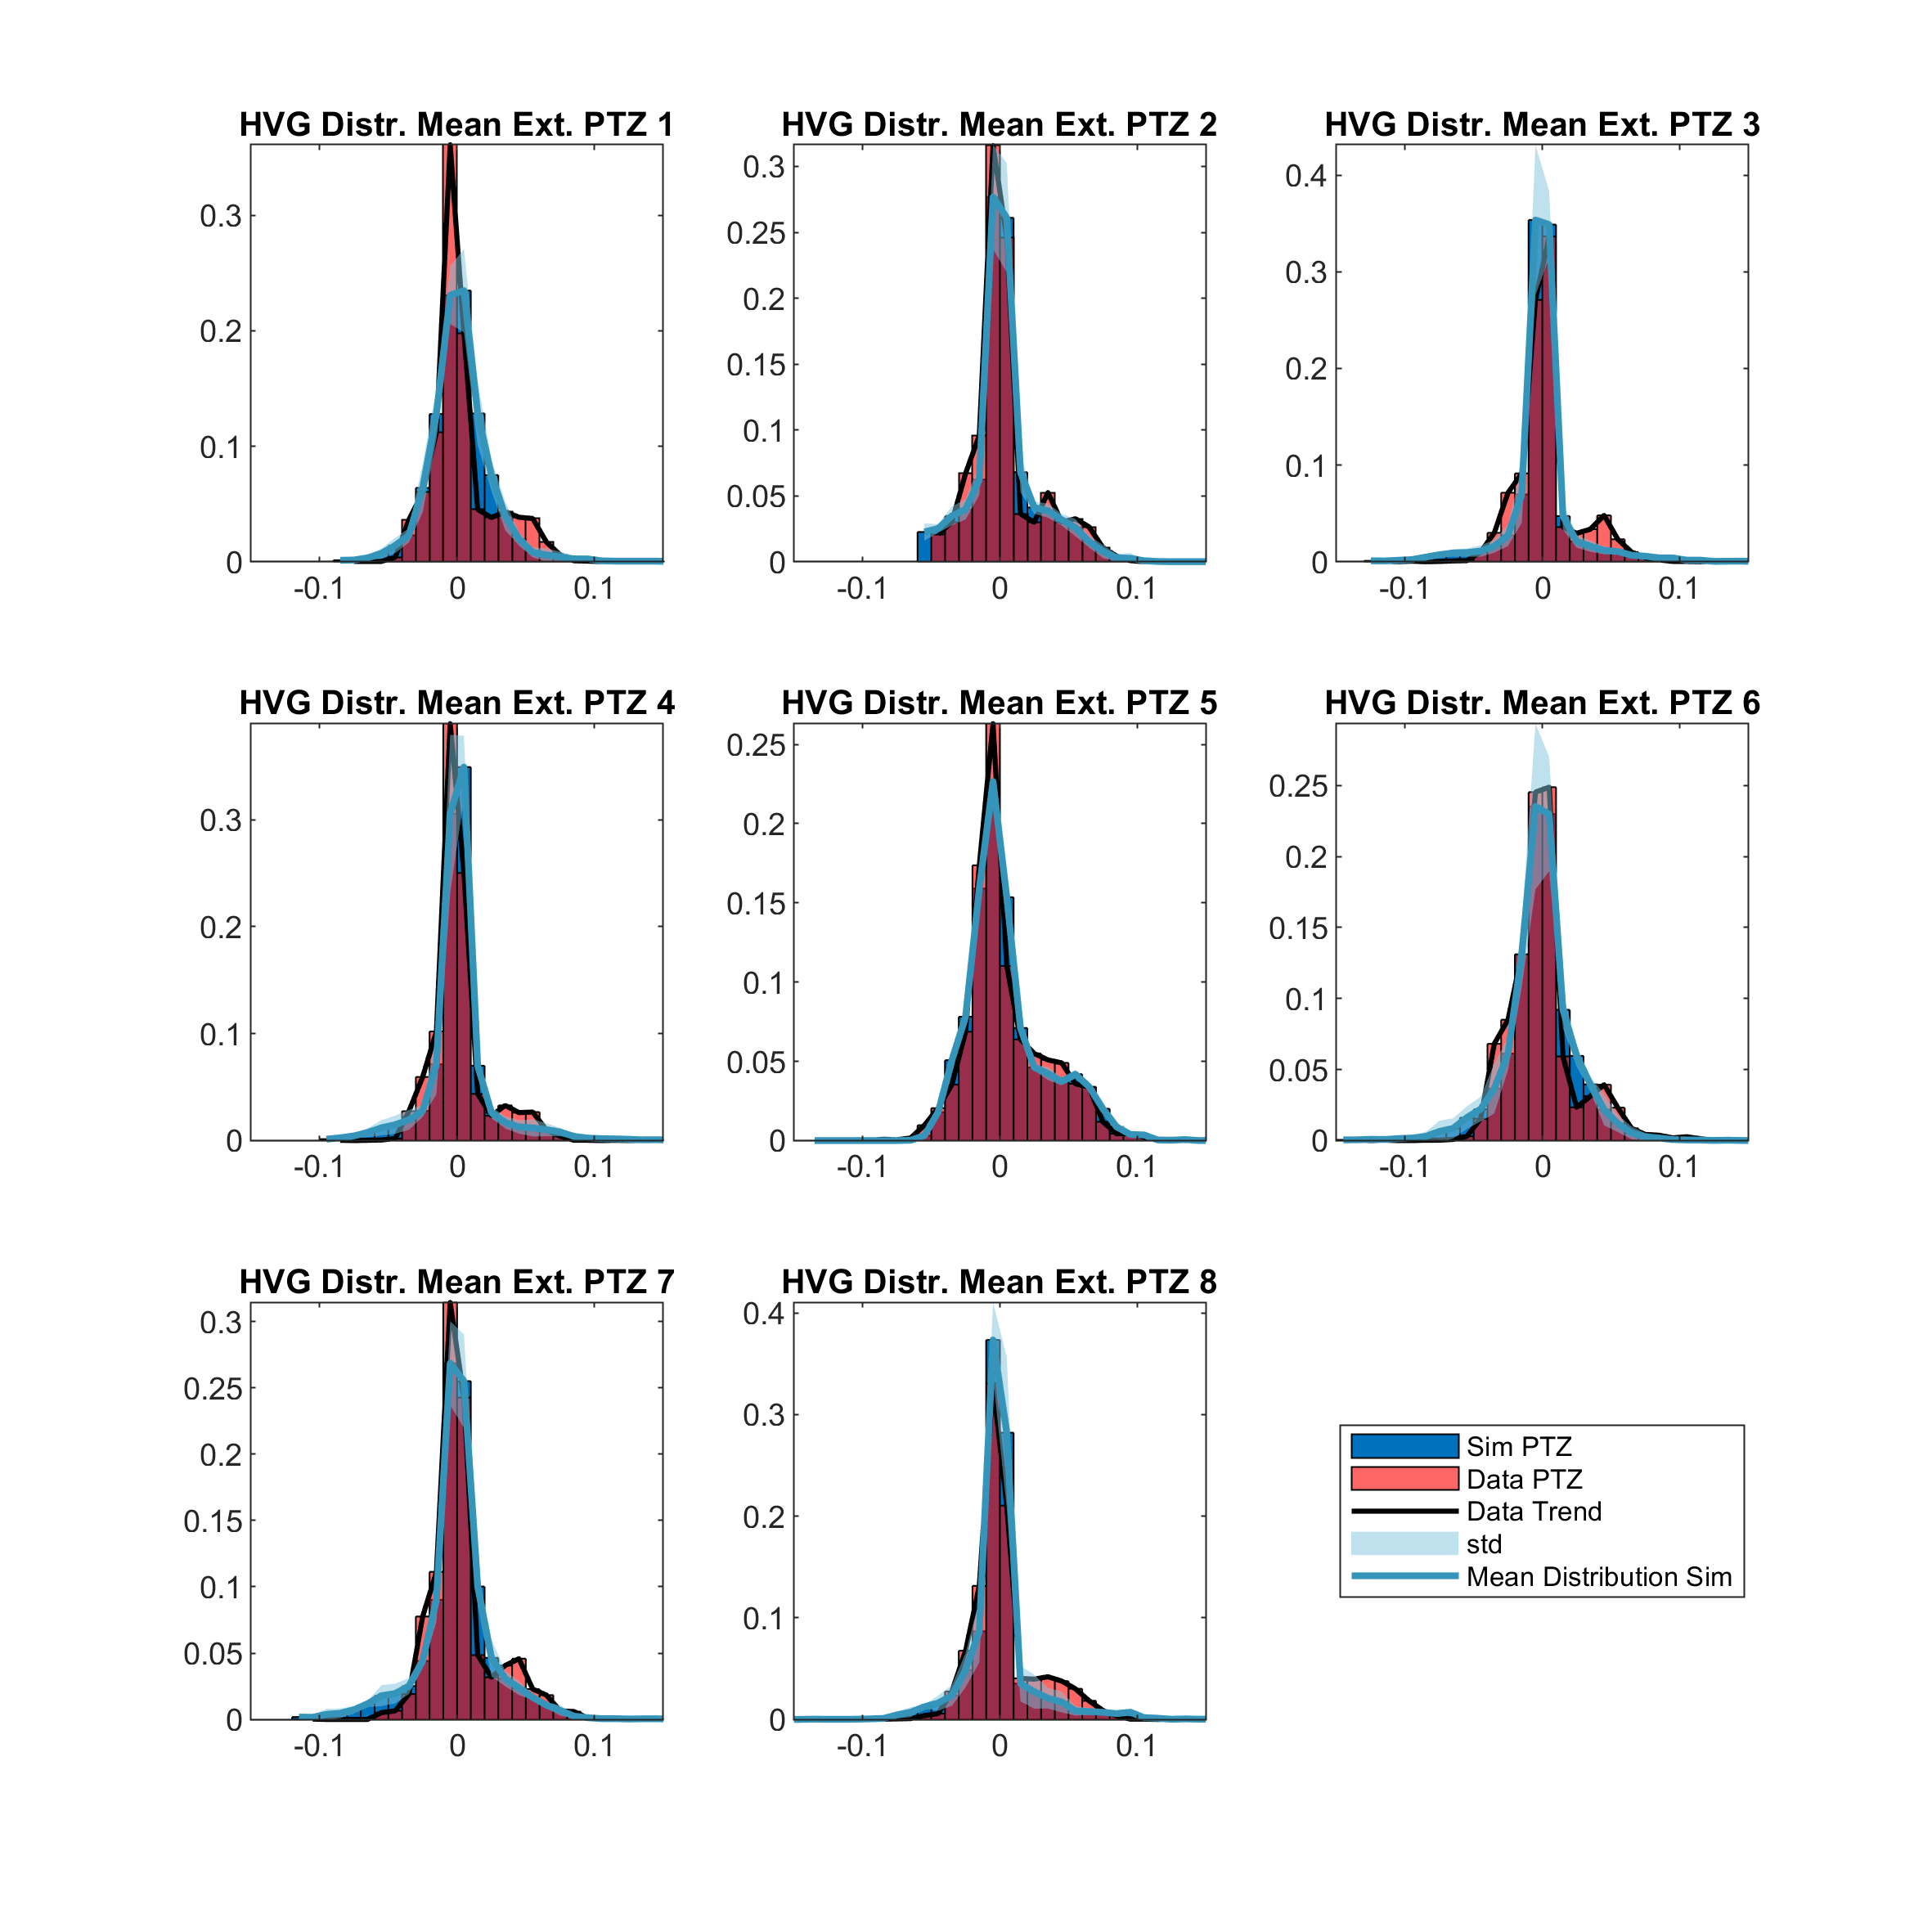 HVG Distr. Mean Ext. PTZ 1
HVG Distr. Mean Ext. PTZ 2
HVG Distr. Mean Ext. PTZ 3
0.3
0.2
0.1
0
-0.1 0 0.1
0.3
0.25
0.2
0.15
0.1
0.05
0
-0.1 0 0.1
0.4
0.3
0.2
0.1
0
-0.1 0 0.1
HVG Distr. Mean Ext. PTZ 4
HVG Distr. Mean Ext. PTZ 5
HVG Distr. Mean Ext. PTZ 6
0.3
0.2
0.1
0
-0.1 0 0.1
0.25
0.2
0.15
0.1
0.05
0
-0.1 0 0.1
0.25
0.2
0.15
0.1
0.05
0
-0.1 0 0.1
HVG Distr. Mean Ext. PTZ 7
HVG Distr. Mean Ext. PTZ 8
0.3
0.25
0.2
0.15
0.1
0.05
0
-0.1 0 0.1
0.4
0.3
0.2
0.1
0
-0.1 0 0.1
Sim PTZ
Data PTZ
Data Trend
std
Mean Distribution Sim